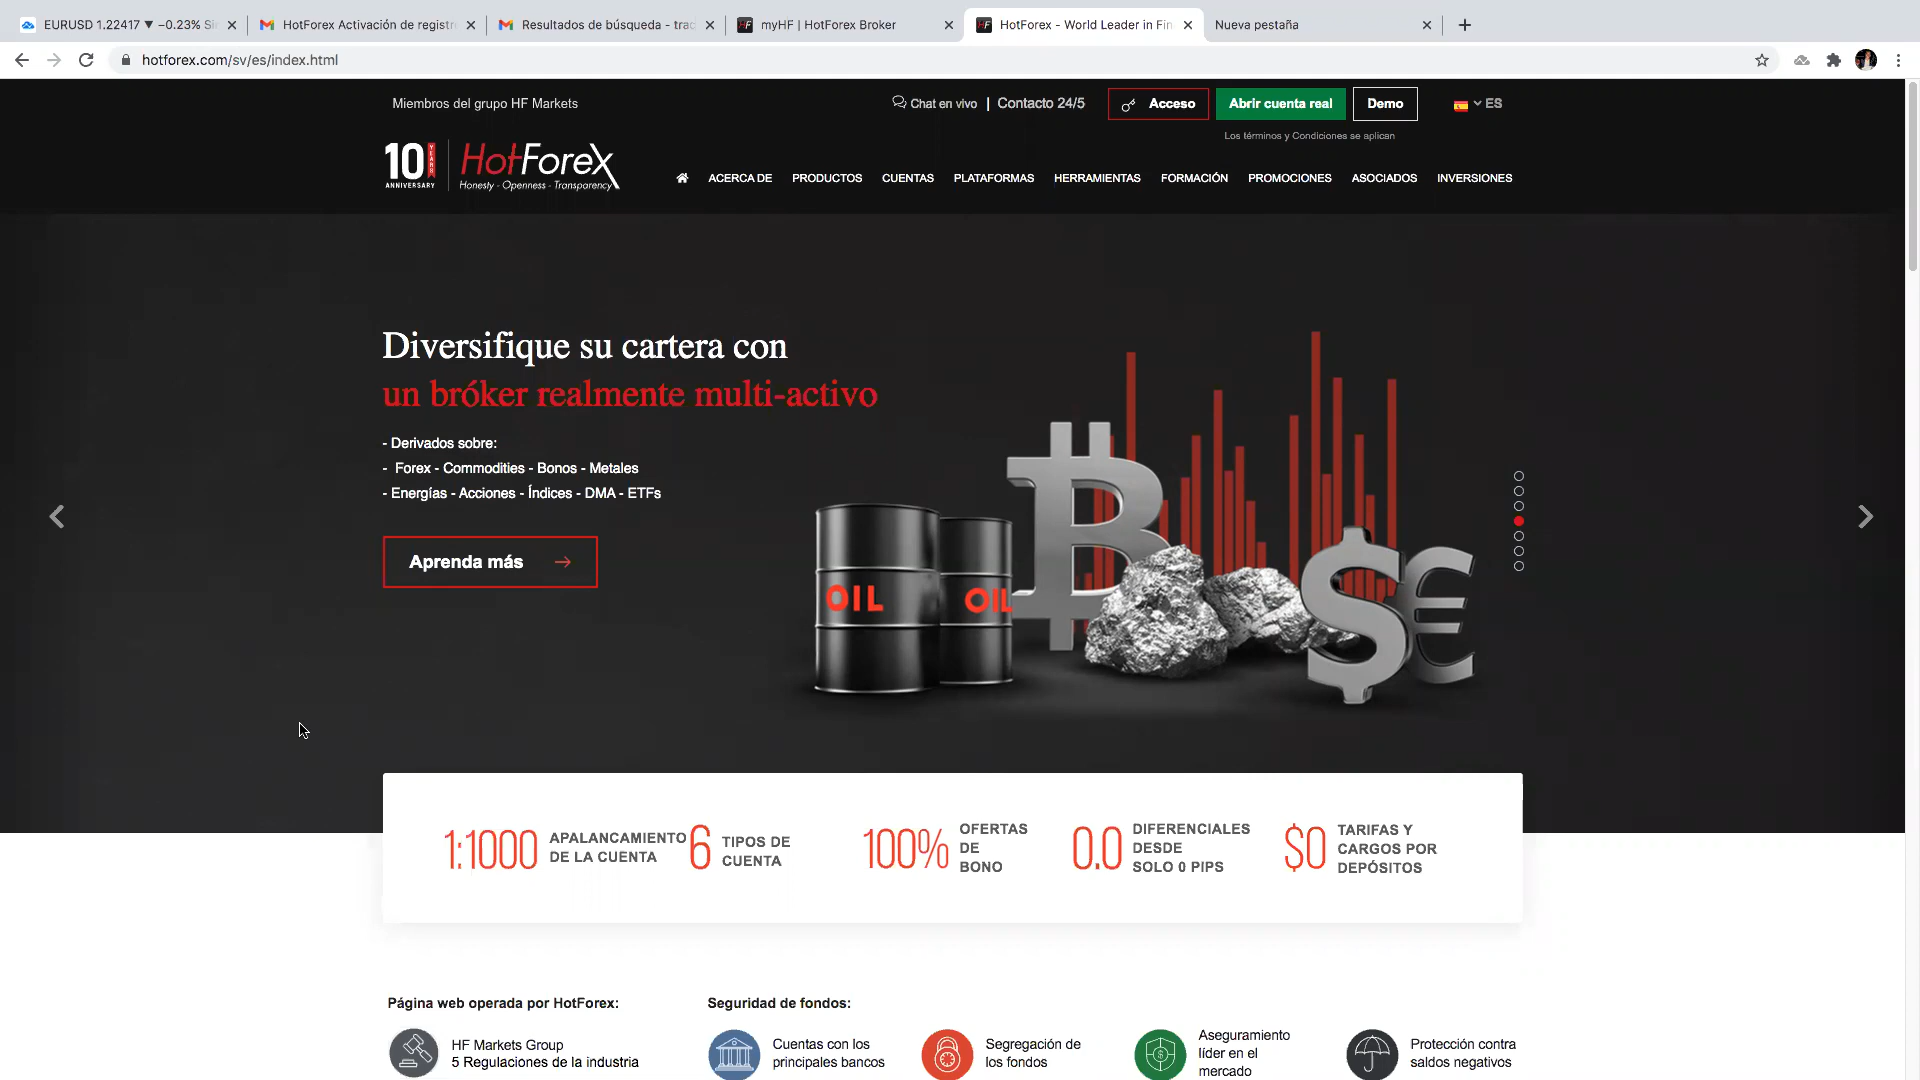 EURUSD 1.22417 ▼ −0.23% Si
HotForex Activación de registr
Resultados de búsqueda - trac
myHF | HotForex Broker
HotForex - World Leader in Fin
Nueva pestaña
hotforex.com/sv/es/index.html
Miembros del grupo HF Markets
Chat en vivo | Contacto 24/5
Acceso
Abrir cuenta real
Demo
ES
Los términos y Condiciones se aplican
10 YEARS
ANNIVERSARY
HotForex
Honesty - Openness - Transparency
ACERCA DE
PRODUCTOS
CUENTAS
PLATAFORMAS
HERRAMIENTAS
FORMACIÓN
PROMOCIONES
ASOCIADOS
INVERSIONES
Diversifique su cartera con
un bróker realmente multi-activo
- Derivados sobre:
- Forex - Commodities - Bonos - Metales
- Energías - Acciones - Índices - DMA - ETFs
Aprenda más
OIL
OIL
1:1000
APALANCAMIENTO
DE LA CUENTA
6
TIPOS DE
CUENTA
100%
OFERTAS
DE
BONO
0.0
DIFERENCIALES
DESDE
SOLO 0 PIPS
$0
TARIFAS Y
CARGOS POR
DEPÓSITOS
Página web operada por HotForex:
HF Markets Group
5 Regulaciones de la industria
Seguridad de fondos:
Cuentas con los
principales bancos
Segregación de
los fondos
Aseguramiento
líder en el
mercado
Protección contra
saldos negativos